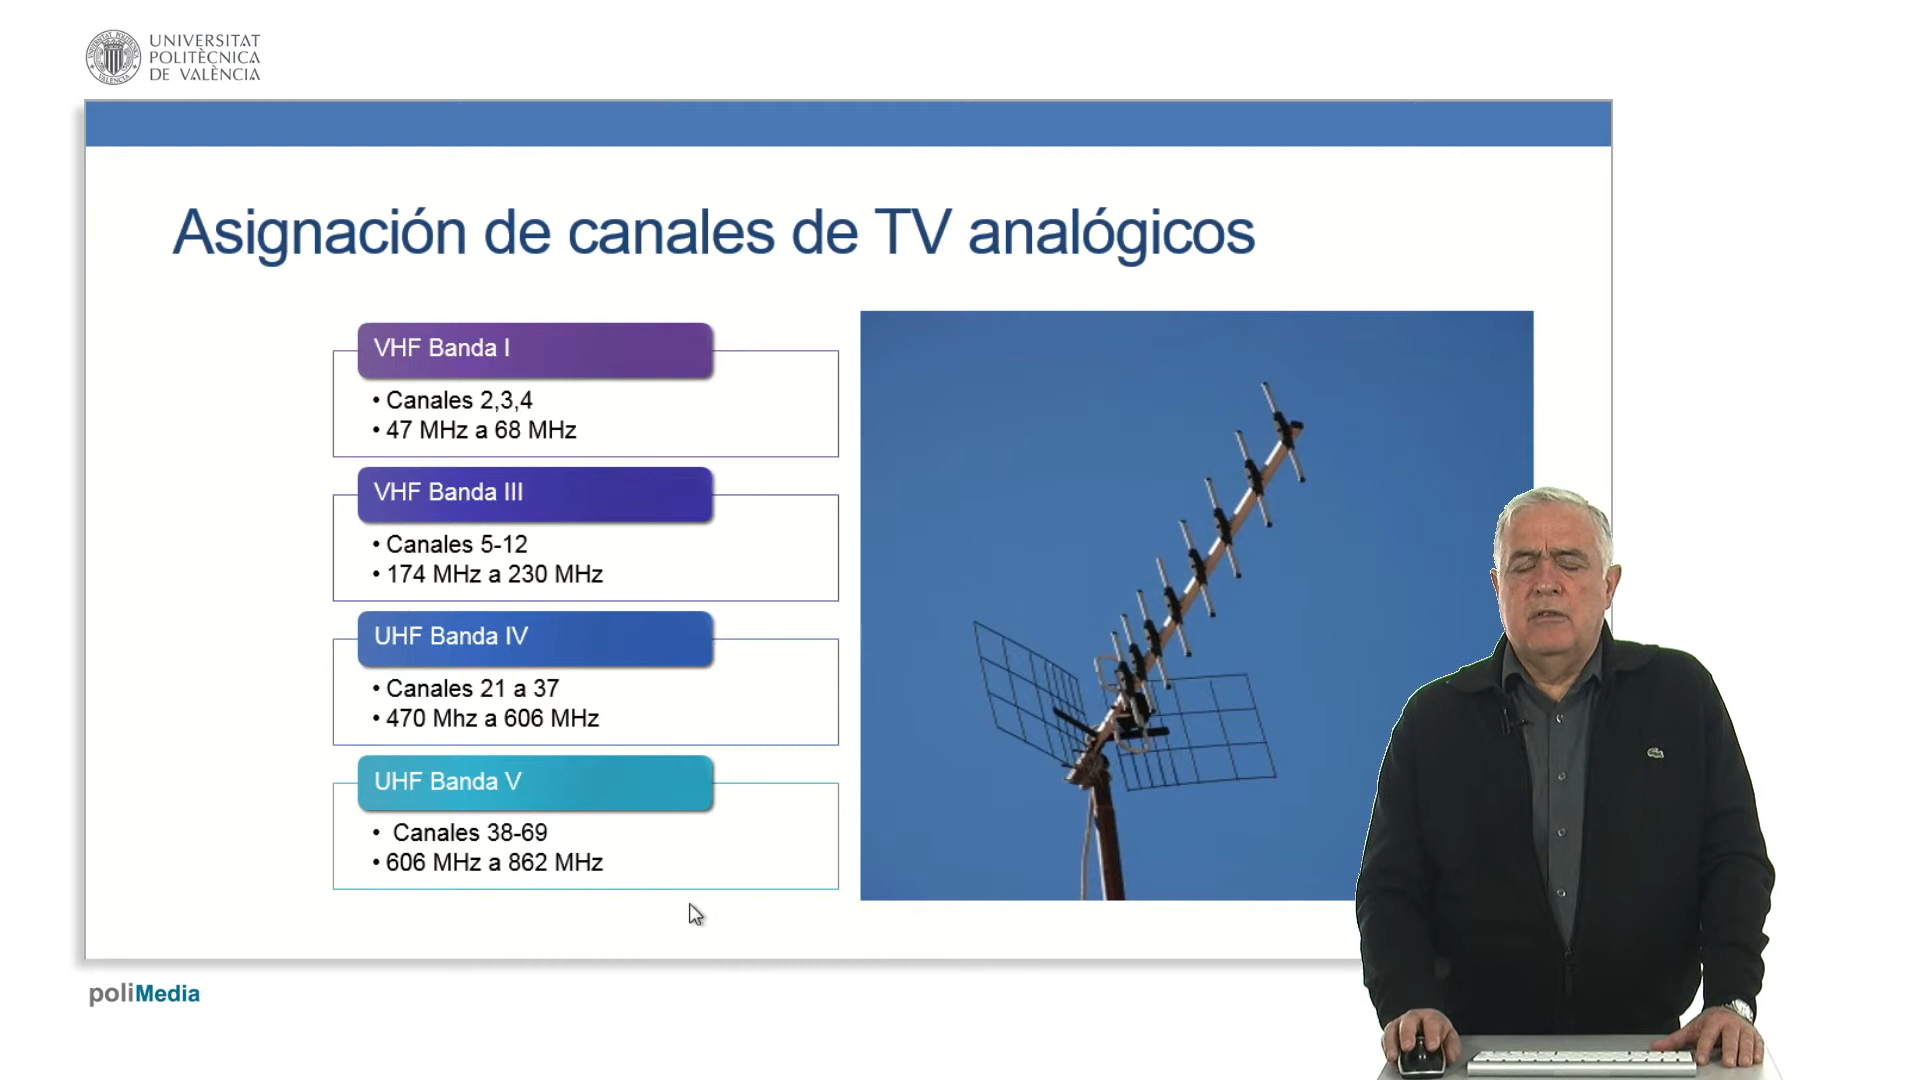 UNIVERSITAT
POLITÈCNICA
DE VALÈNCIA
Asignación de canales de TV analógicos
VHF Banda I
• Canales 2,3,4
• 47 MHz a 68 MHz
VHF Banda III
• Canales 5-12
• 174 MHz a 230 MHz
UHF Banda IV
• Canales 21 a 37
• 470 Mhz a 606 MHz
UHF Banda V
• Canales 38-69
• 606 MHz a 862 MHz
poliMedia